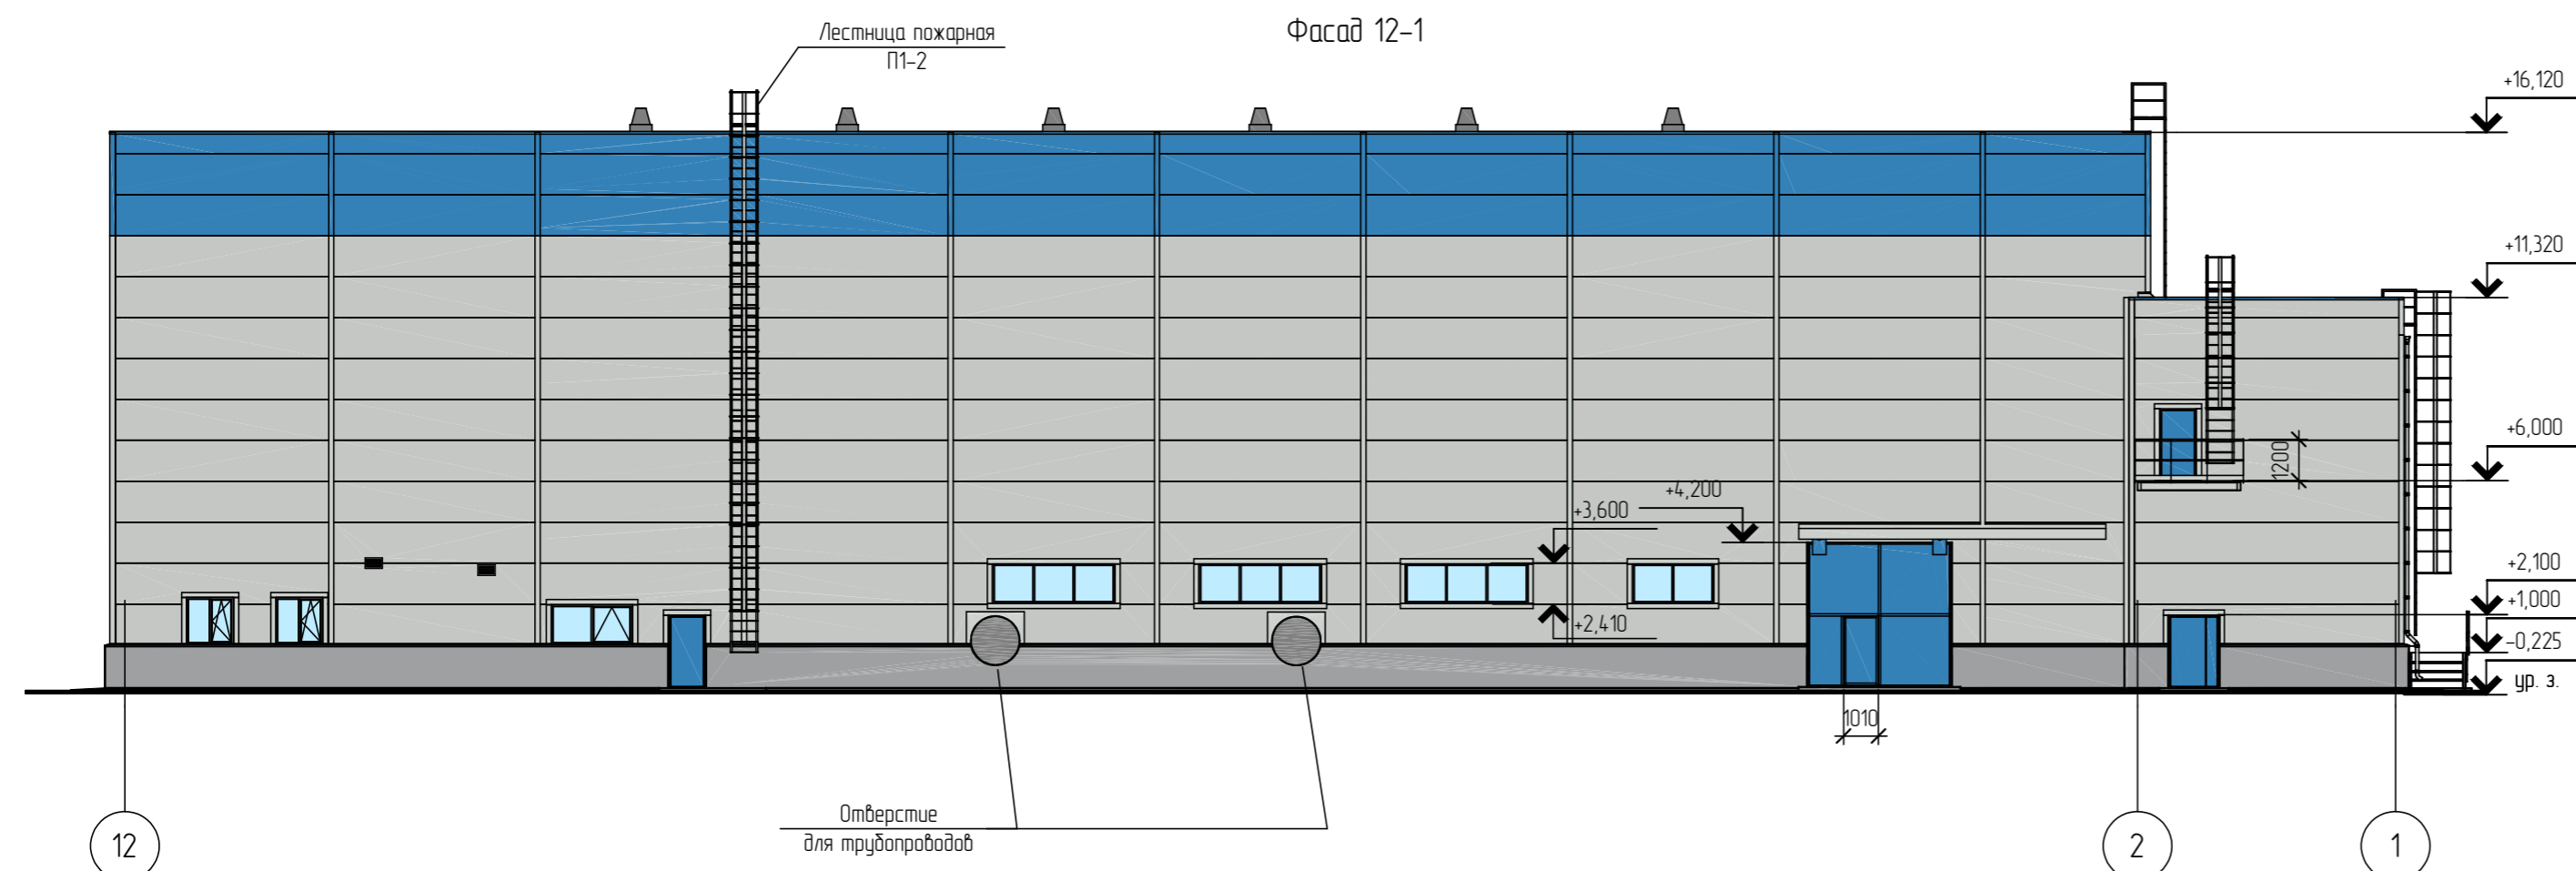 Фасад 12-1
Лестница пожарная
П1-2
+16,120
+11,320
+6,000
1200
+4,200
+3,600
+2,410
+2,100
+1,000
-0,225
ур. з.
1010
Отверстие
для трубопроводов
12
2
1